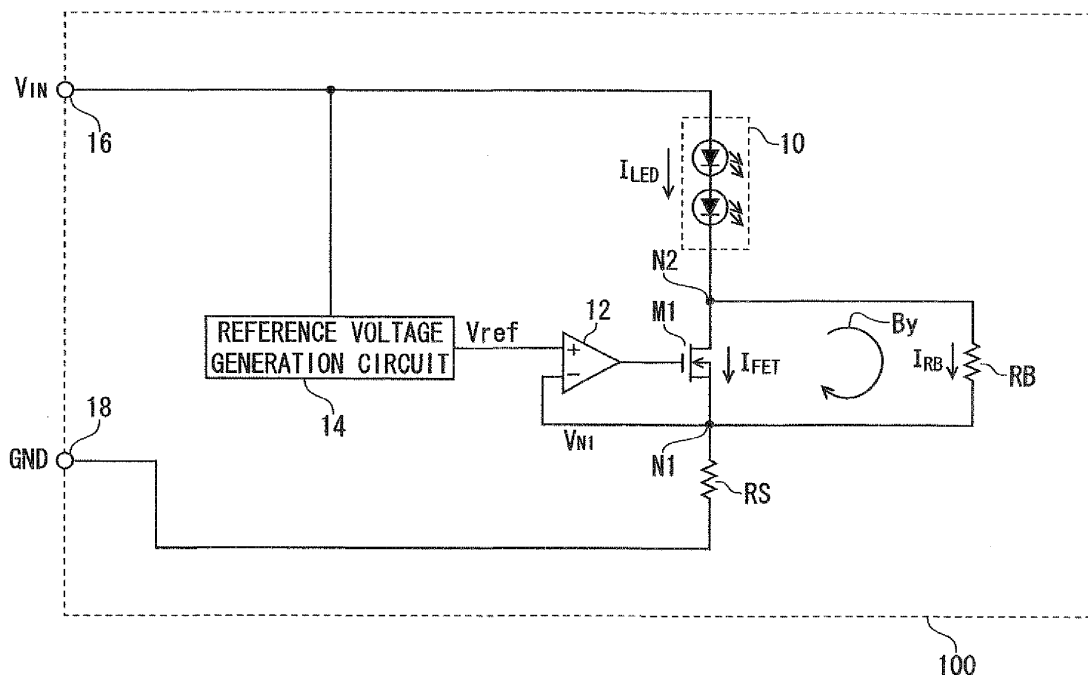 VIN
16
10
ILED
N2
M1
12
By
REFERENCE VOLTAGE
GENERATION CIRCUIT
Vref
+
−
IFET
IRB
RB
14
18
VN1
N1
GND
RS
100